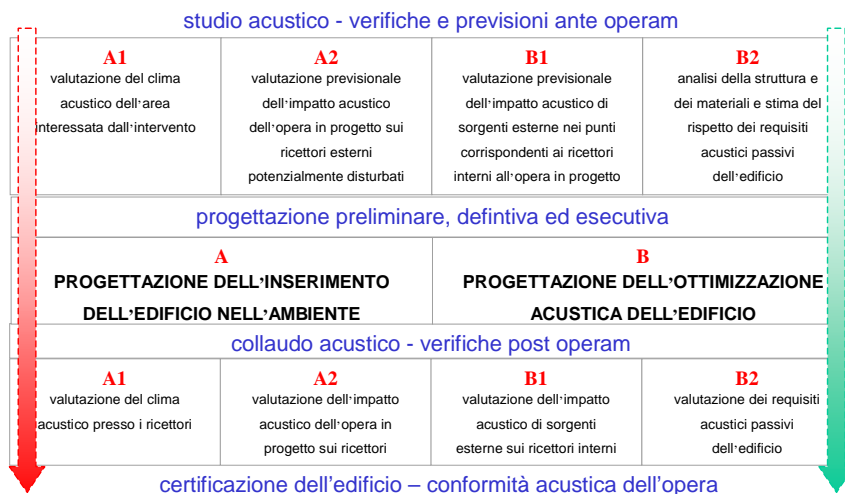 studio acustico - verifiche e previsioni ante operam
A1
valutazione del clima
acustico dell'area
interessata dall'intervento
A2
valutazione previsionale
dell'impatto acustico
dell'opera in progetto sui
ricettori esterni
potenzialmente disturbati
B1
valutazione previsionale
dell'impatto acustico di
sorgenti esterne nei punti
corrispondenti ai ricettori
interni all'opera in progetto
B2
analisi della struttura e
dei materiali e stima del
rispetto dei requisiti
acustici passivi
dell'edificio
progettazione preliminare, defintiva ed esecutiva
A
PROGETTAZIONE DELL'INSERIMENTO
DELL'EDIFICIO NELL'AMBIENTE
B
PROGETTAZIONE DELL'OTTIMIZZAZIONE
ACUSTICA DELL'EDIFICIO
collaudo acustico - verifiche post operam
A1
valutazione del clima
acustico presso i ricettori
A2
valutazione dell'impatto
acustico dell'opera in
progetto sui ricettori
B1
valutazione dell'impatto
acustico di sorgenti
esterne sui ricettori interni
B2
valutazione dei requisiti
acustici passivi
dell'edificio
certificazione dell'edificio – conformità acustica dell'opera